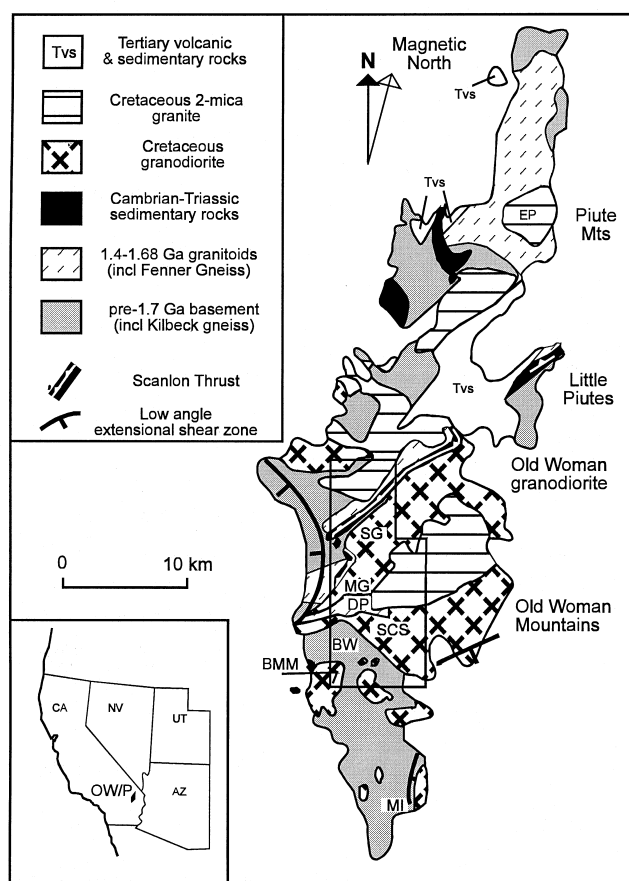 Tvs
Tertiary volcanic
& sedimentary rocks
Cretaceous 2-mica
granite
Cretaceous
granodiorite
Cambrian-Triassic
sedimentary rocks
1.4-1.68 Ga granitoids
(incl Fenner Gneiss)
pre-1.7 Ga basement
(incl Kilbeck gneiss)
Scanlon Thrust
Low angle
extensional shear zone
Magnetic
North
N
Tvs
Tvs
EP
Piute
Mts
Tvs
Little
Piutes
Old Woman
granodiorite
SG
MG
DP
SCS
BW
BMM
Old Woman
Mountains
MI
0
10 km
CA
NV
UT
AZ
OW/P